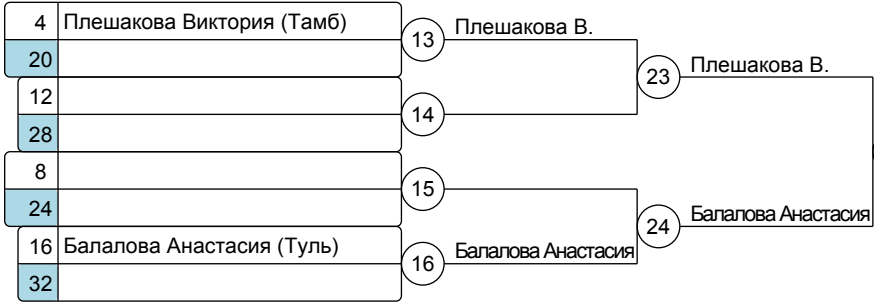 4 Плешакова Виктория (Тамб)
20
12
28
8
24
16 Балалова Анастасия (Туль)
32
13 Плешакова В.
14
15
16 Балалова Анастасия
23 Плешакова В.
24 Балалова Анастасия